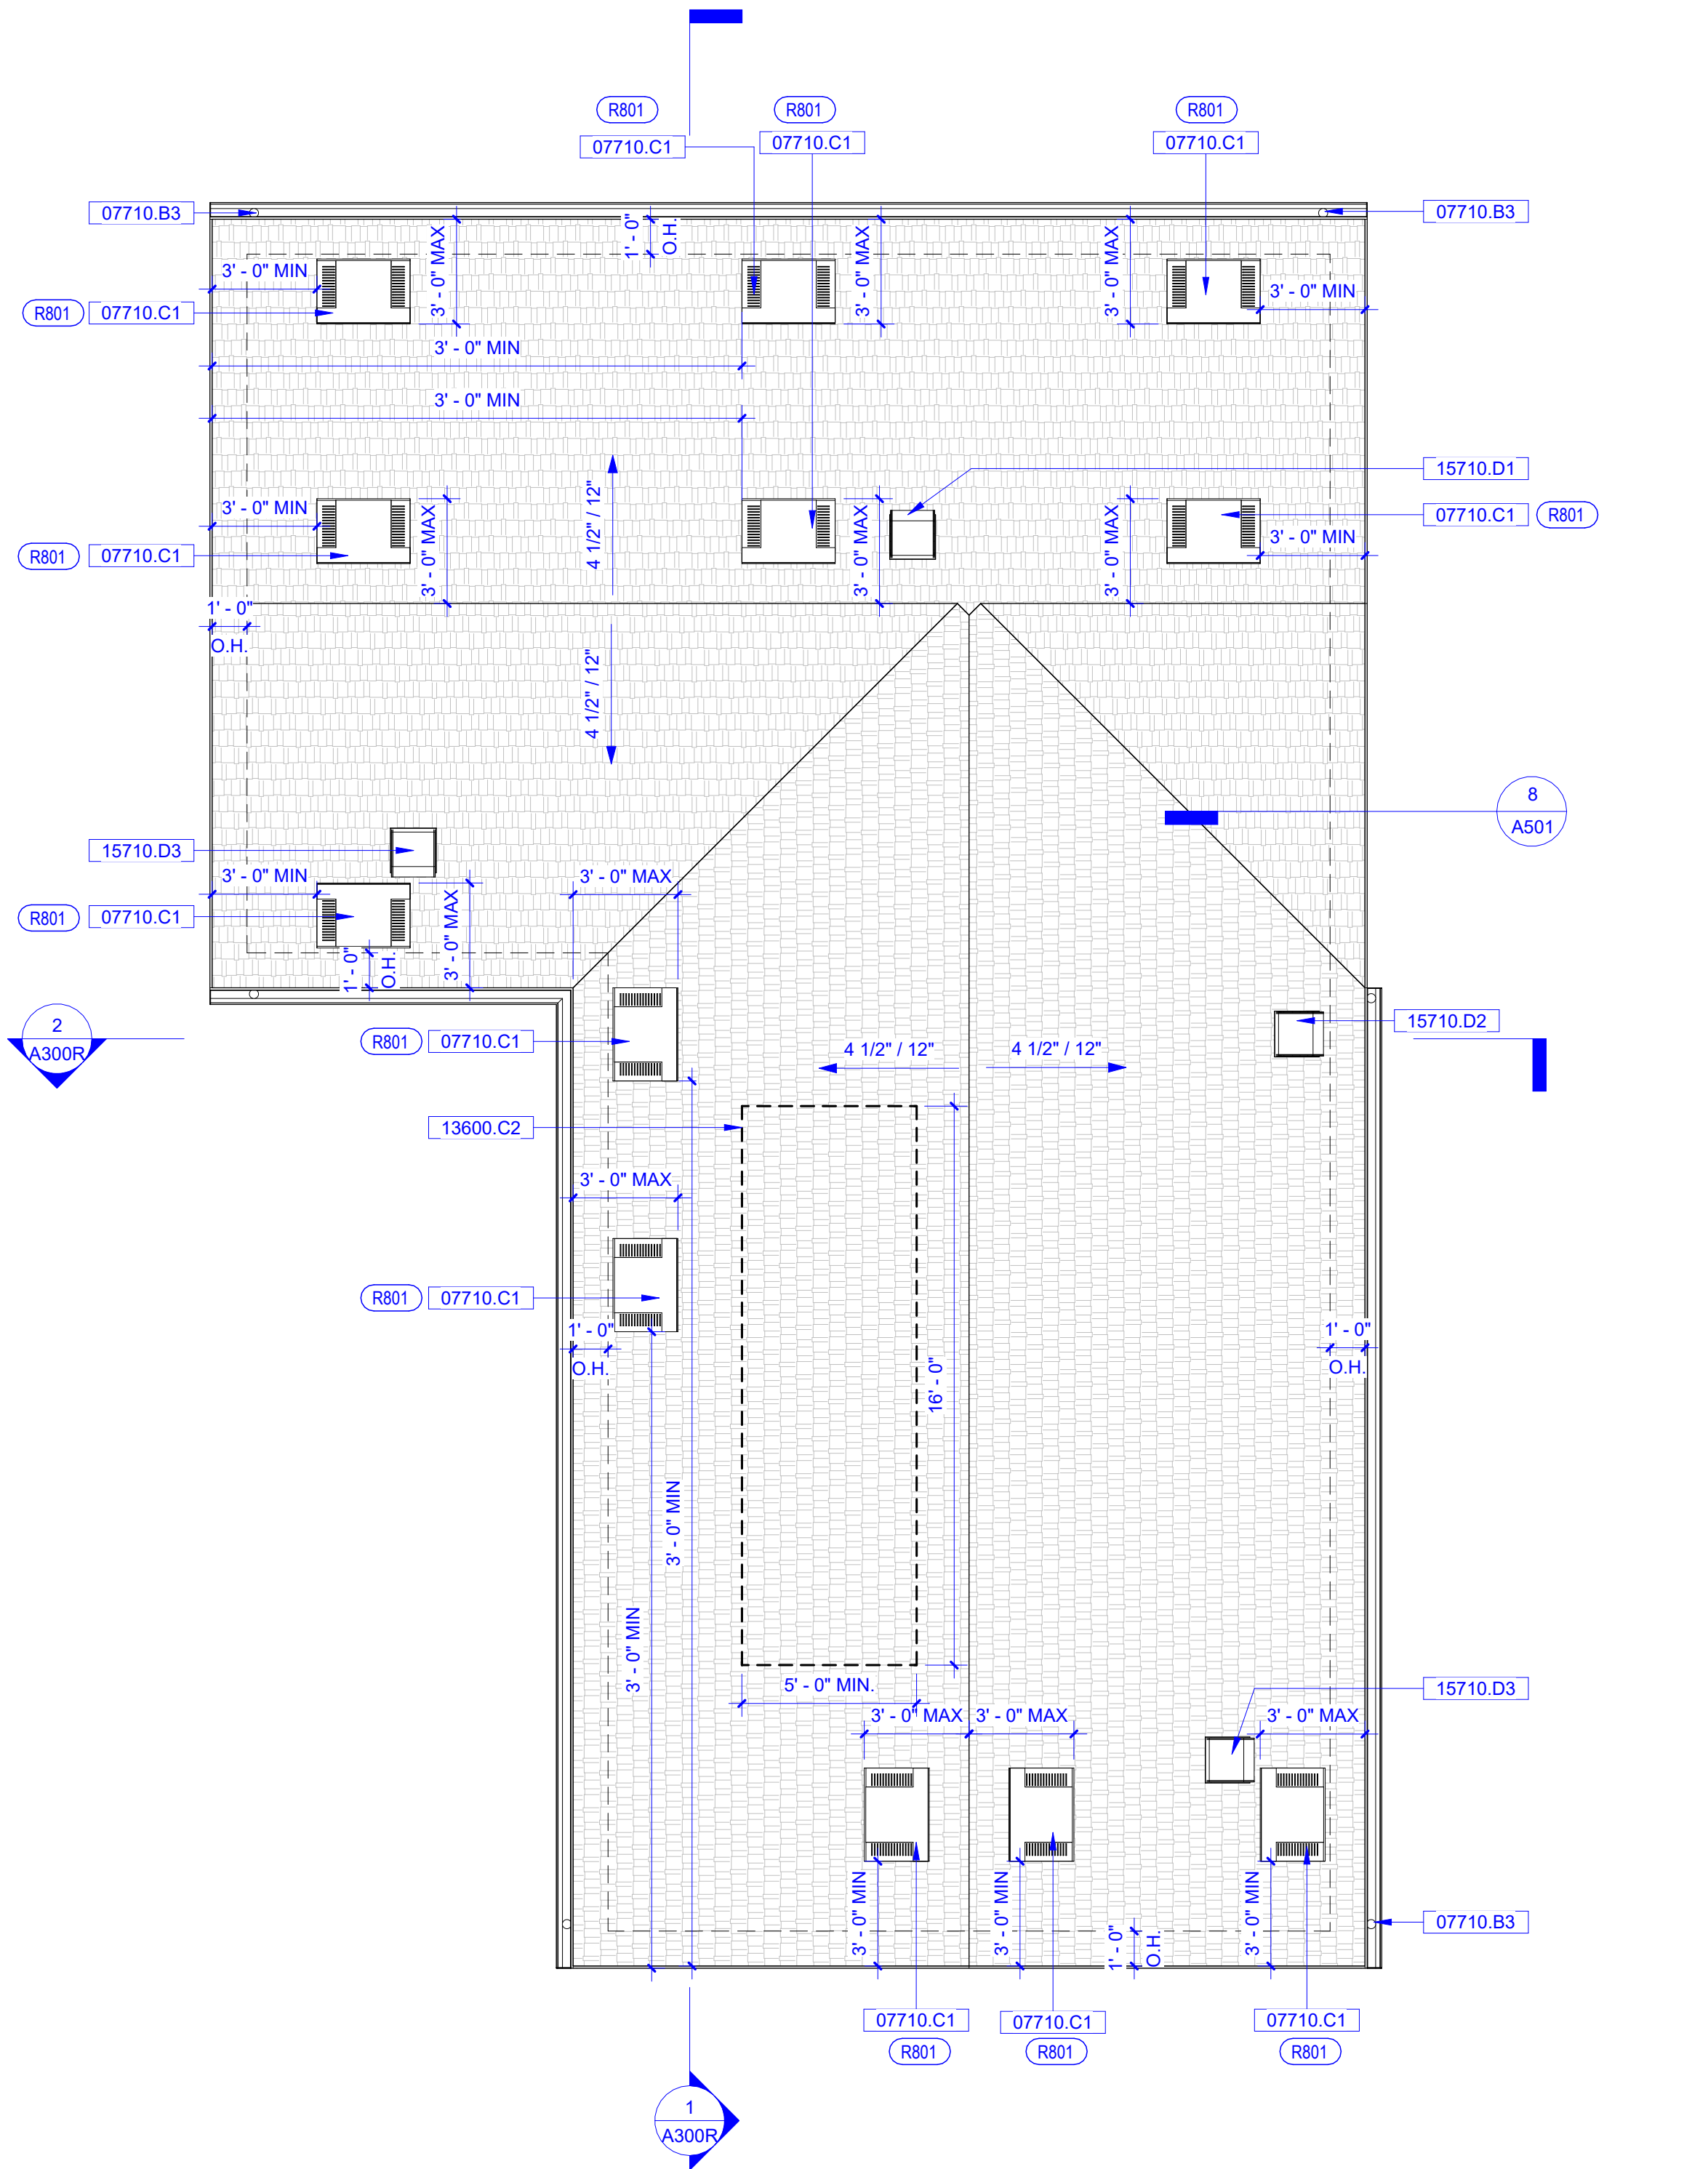 R801
R801
R801
07710.C1
07710.C1
07710.C1
07710.B3
07710.B3
1' - 0"
O.H.
3' - 0" MAX
3' - 0" MAX
3' - 0" MAX
3' - 0" MIN
3' - 0" MIN
R801
07710.C1
3' - 0" MIN
3' - 0" MIN
15710.D1
4 1/2" / 12"
3' - 0" MIN
3' - 0" MAX
3' - 0" MAX
3' - 0" MAX
07710.C1
R801
3' - 0" MIN
R801
07710.C1
1' - 0"
O.H.
4 1/2" / 12"
8
A501
15710.D3
3' - 0" MIN
3' - 0" MAX
R801
07710.C1
3' - 0" MAX
1' - 0"
O.H.
2
A300R
R801
07710.C1
15710.D2
4 1/2" / 12"
4 1/2" / 12"
13600.C2
3' - 0" MAX
R801
07710.C1
1' - 0"
O.H.
1' - 0"
O.H.
16' - 0"
3' - 0" MIN
3' - 0" MIN
5' - 0" MIN.
15710.D3
3' - 0" MAX
3' - 0" MAX
3' - 0" MAX
3' - 0" MIN
3' - 0" MIN
3' - 0" MIN
1' - 0"
O.H.
07710.B3
07710.C1
07710.C1
07710.C1
R801
R801
R801
1
A300R